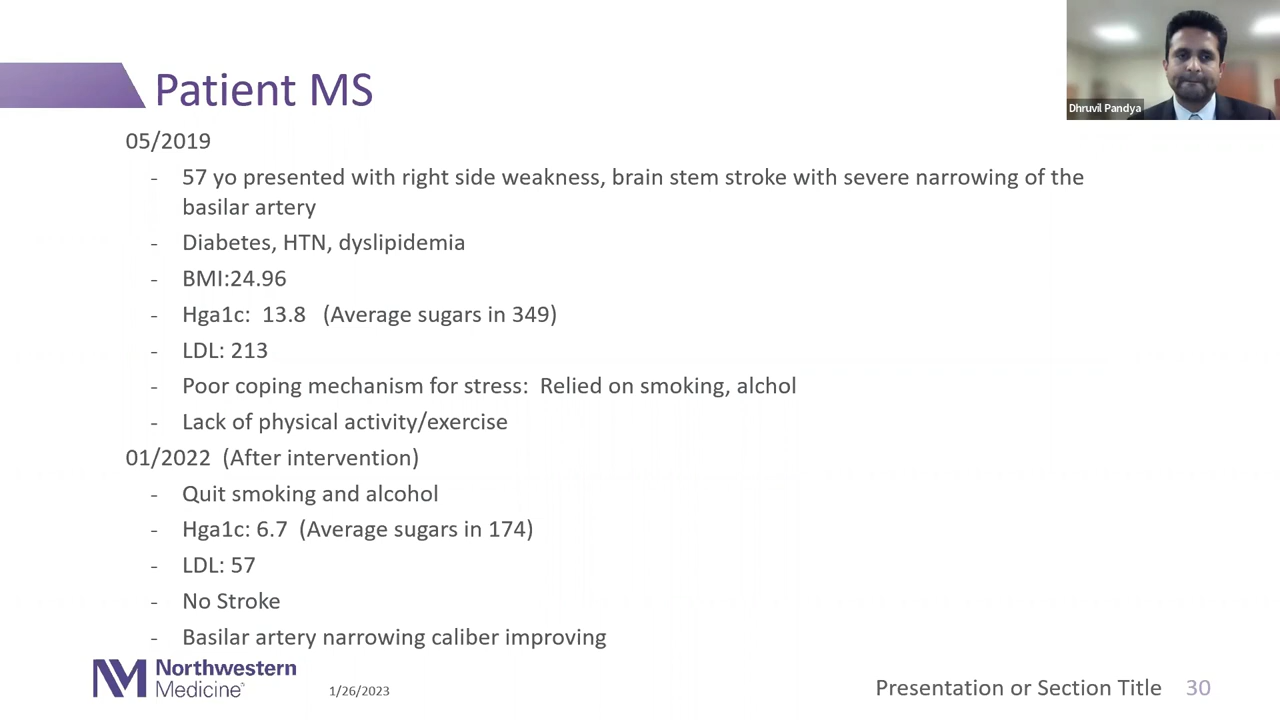 Patient MS
Dhruvil Pandya
05/2019
- 57 yo presented with right side weakness, brain stem stroke with severe narrowing of the
basilar artery
- Diabetes, HTN, dyslipidemia
- BMI:24.96
- Hga1c: 13.8 (Average sugars in 349)
- LDL: 213
- Poor coping mechanism for stress: Relied on smoking, alchol
- Lack of physical activity/exercise
01/2022 (After intervention)
- Quit smoking and alcohol
- Hga1c: 6.7 (Average sugars in 174)
- LDL: 57
- No Stroke
- Basilar artery narrowing caliber improving
NM Northwestern
Medicine
1/26/2023
Presentation or Section Title 30